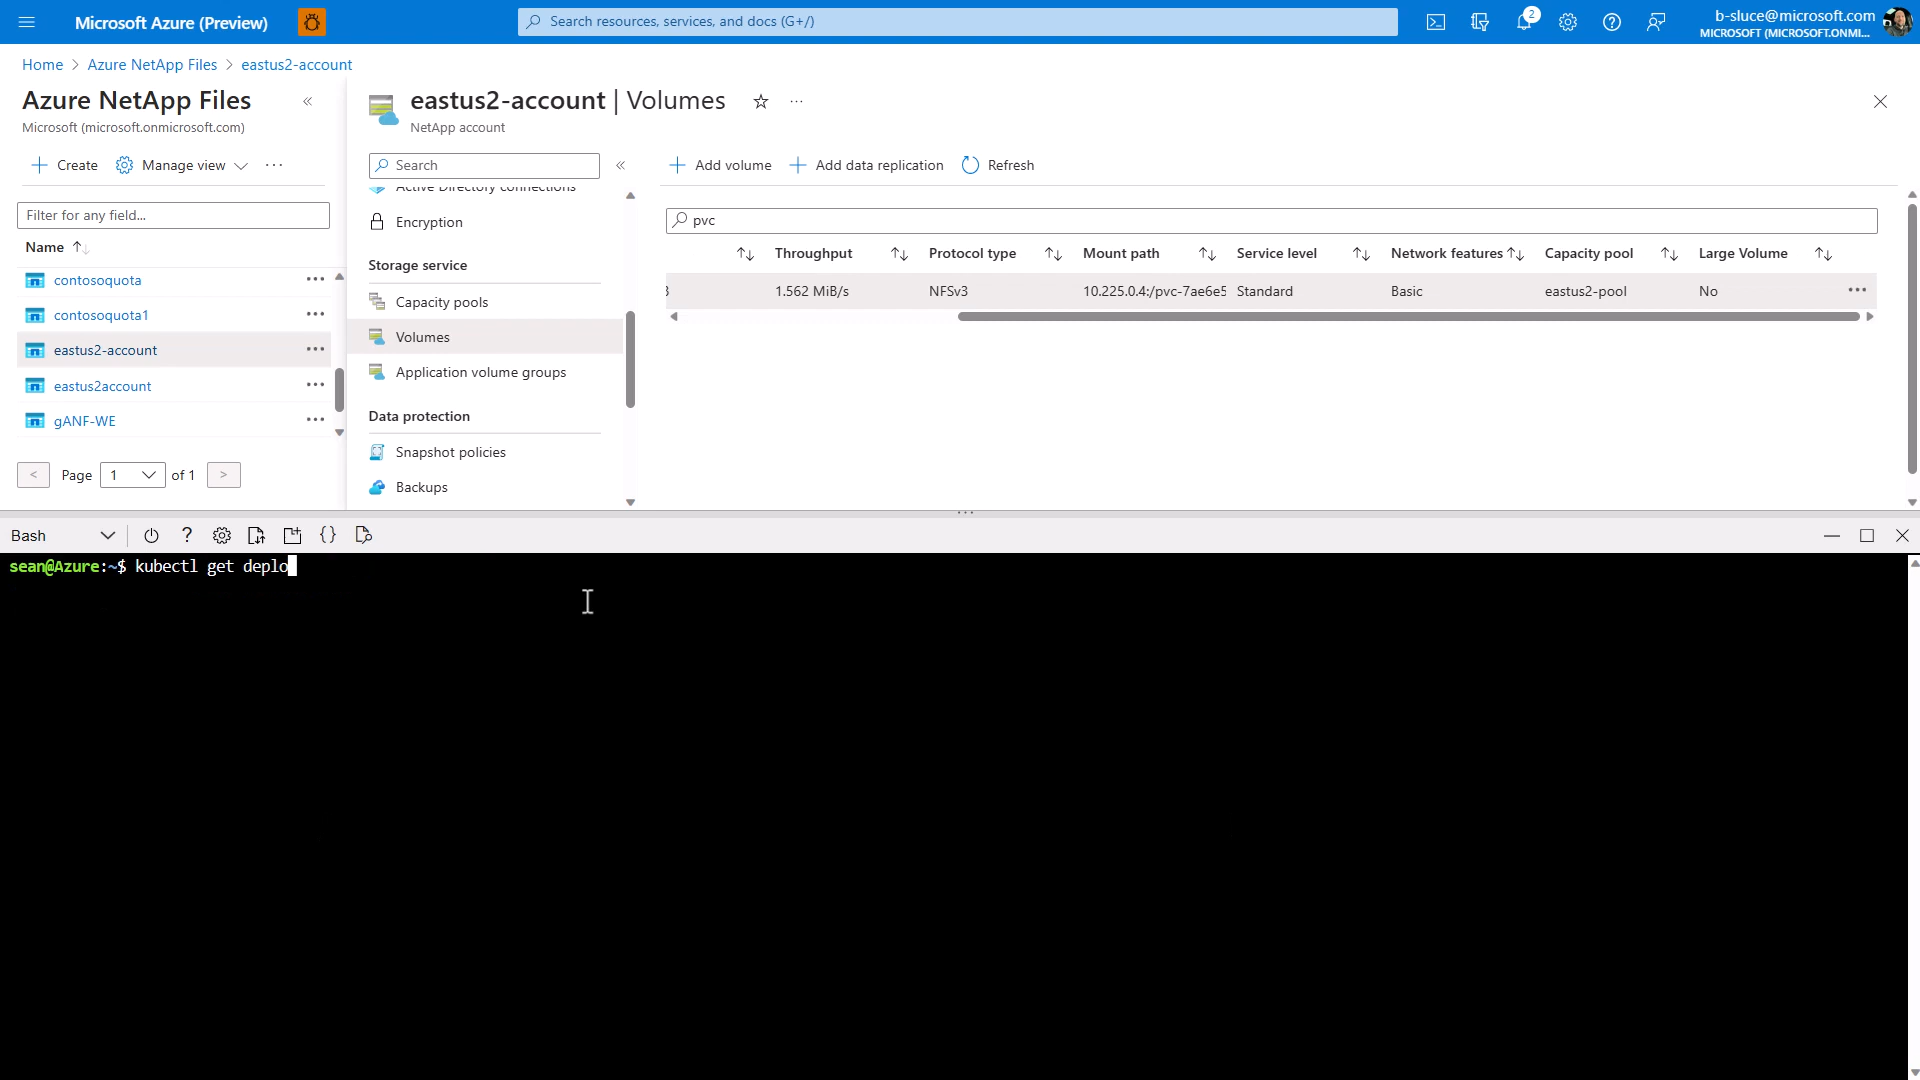 Microsoft Azure (Preview)
Search resources, services, and docs (G+/)
2
b-sluce@microsoft.com
MICROSOFT (MICROSOFT.ONMI...
Home > Azure NetApp Files > eastus2-account
Azure NetApp Files
Microsoft (microsoft.onmicrosoft.com)
Create
Manage view
Filter for any field...
Name
contosoquota
contosoquota1
eastus2-account
eastus2account
gANF-WE
< Page 1 of 1 >
eastus2-account | Volumes
NetApp account
Search
Active Directory connections
Encryption
Storage service
Capacity pools
Volumes
Application volume groups
Data protection
Snapshot policies
Backups
Add volume
Add data replication
Refresh
pvc
Throughput Protocol type Mount path Service level Network features Capacity pool Large Volume
1.562 MiB/s NFSv3 10.225.0.4:/pvc-7ae6e5 Standard Basic eastus2-pool No
Bash
sean@Azure:~$ kubectl get deplo